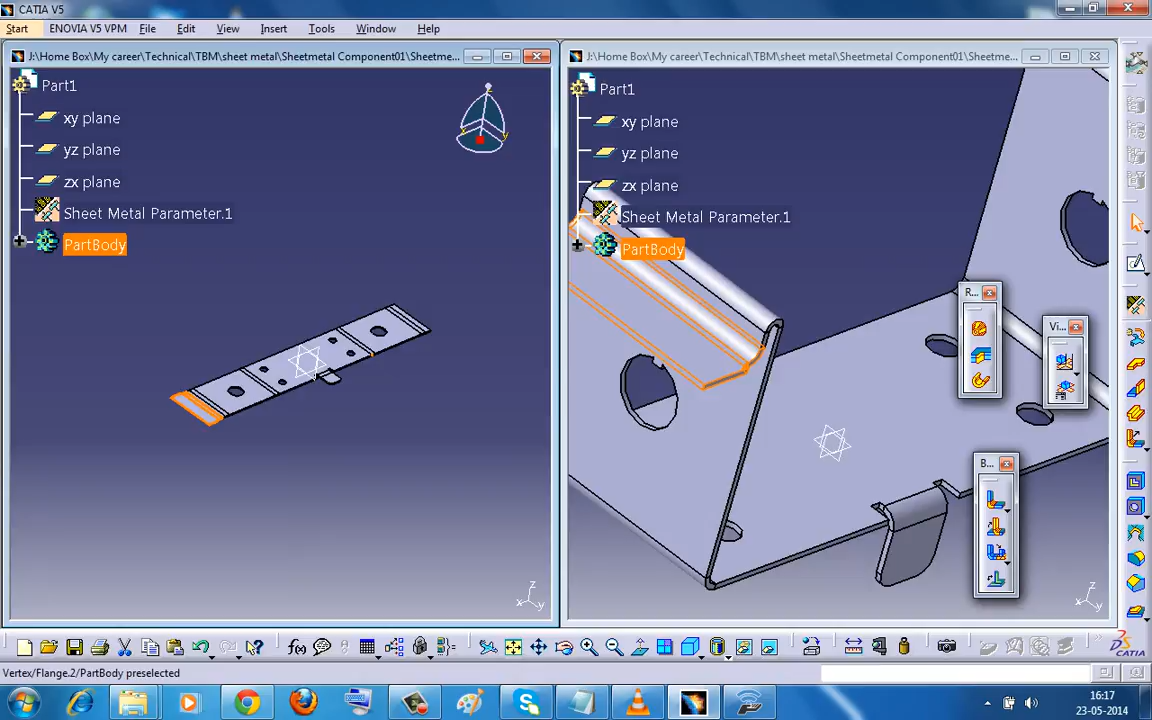 CATIA V5
Start ENOVIA V5 VPM File Edit View Insert Tools Window Help
J:\Home Box\My career\Technical\TBM\sheet metal\Sheetmetal Component01\Sheetme...
Part1
xy plane
yz plane
zx plane
Sheet Metal Parameter.1
PartBody
z
x y
J:\Home Box\My career\Technical\TBM\sheet metal\Sheetmetal Component01\Sheetme...
Part1
xy plane
yz plane
zx plane
Sheet Metal Parameter.1
PartBody
R...
Vi...
B...
z
x y
f(x)
CATIA
Vertex/Flange.2/PartBody preselected
16:17
23-05-2014